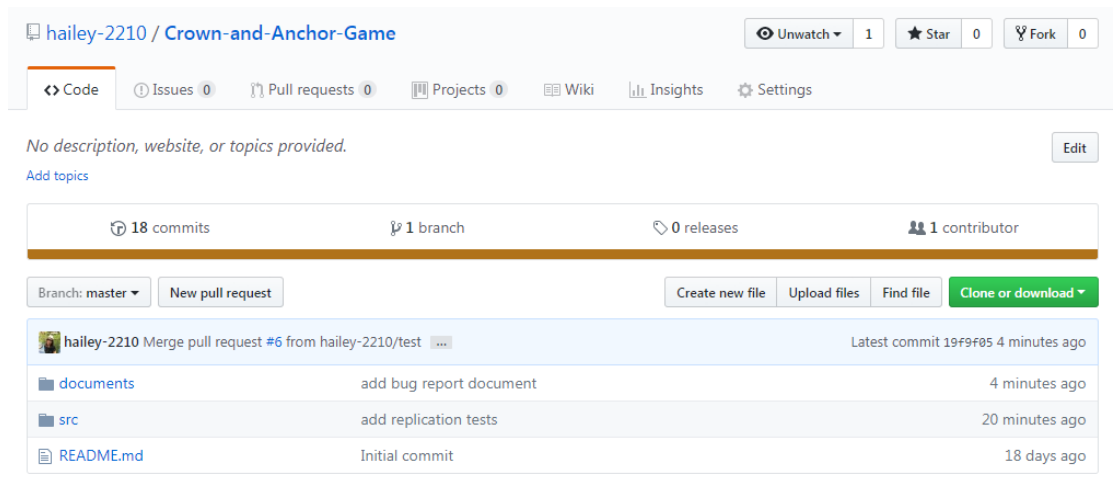 hailey-2210 / Crown-and-Anchor-Game Unwatch 1 Star 0 Fork 0
Code Issues 0 Pull requests 0 Projects 0 Wiki Insights Settings
No description, website, or topics provided. Edit
Add topics
18 commits 1 branch 0 releases 1 contributor
Branch: master New pull request Create new file Upload files Find file Clone or download
hailey-2210 Merge pull request #6 from hailey-2210/test ... Latest commit 19f9f05 4 minutes ago
documents add bug report document 4 minutes ago
src add replication tests 20 minutes ago
README.md Initial commit 18 days ago